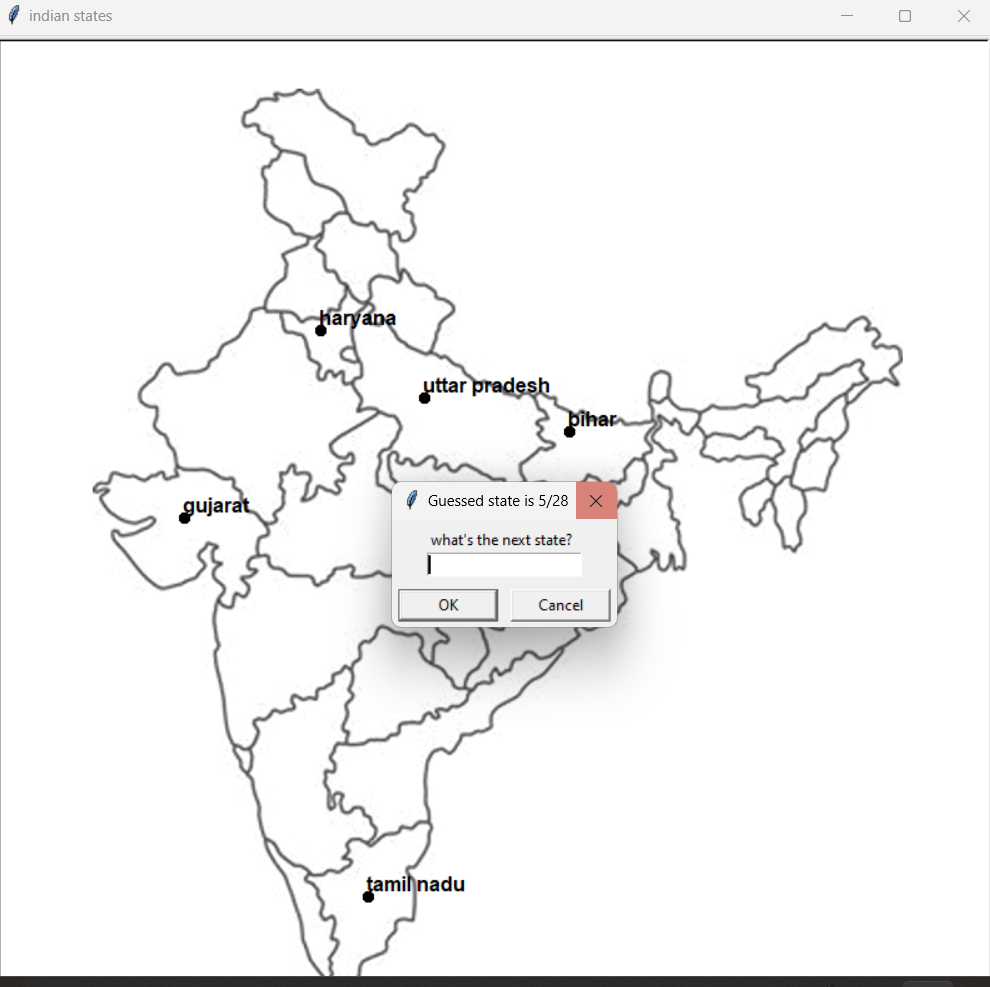 indian states
haryana
uttar pradesh
bihar
gujarat
Guessed state is 5/28
what's the next state?
OK
Cancel
tamil nadu